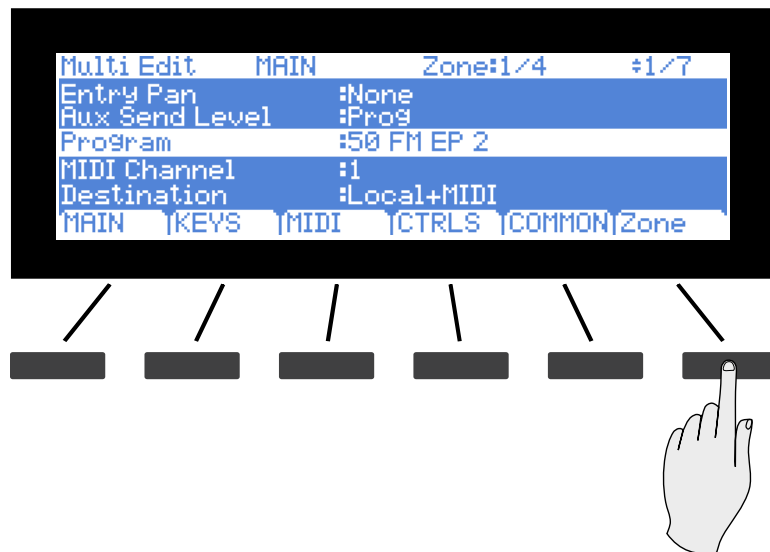 Multi Edit MAIN Zone:1/4 ÷1/7
Entry Pan :None
Aux Send Level :Prog
Program :50 FM EP 2
MIDI Channel :1
Destination :Local+MIDI
MAIN KEYS MIDI CTRLS COMMON Zone